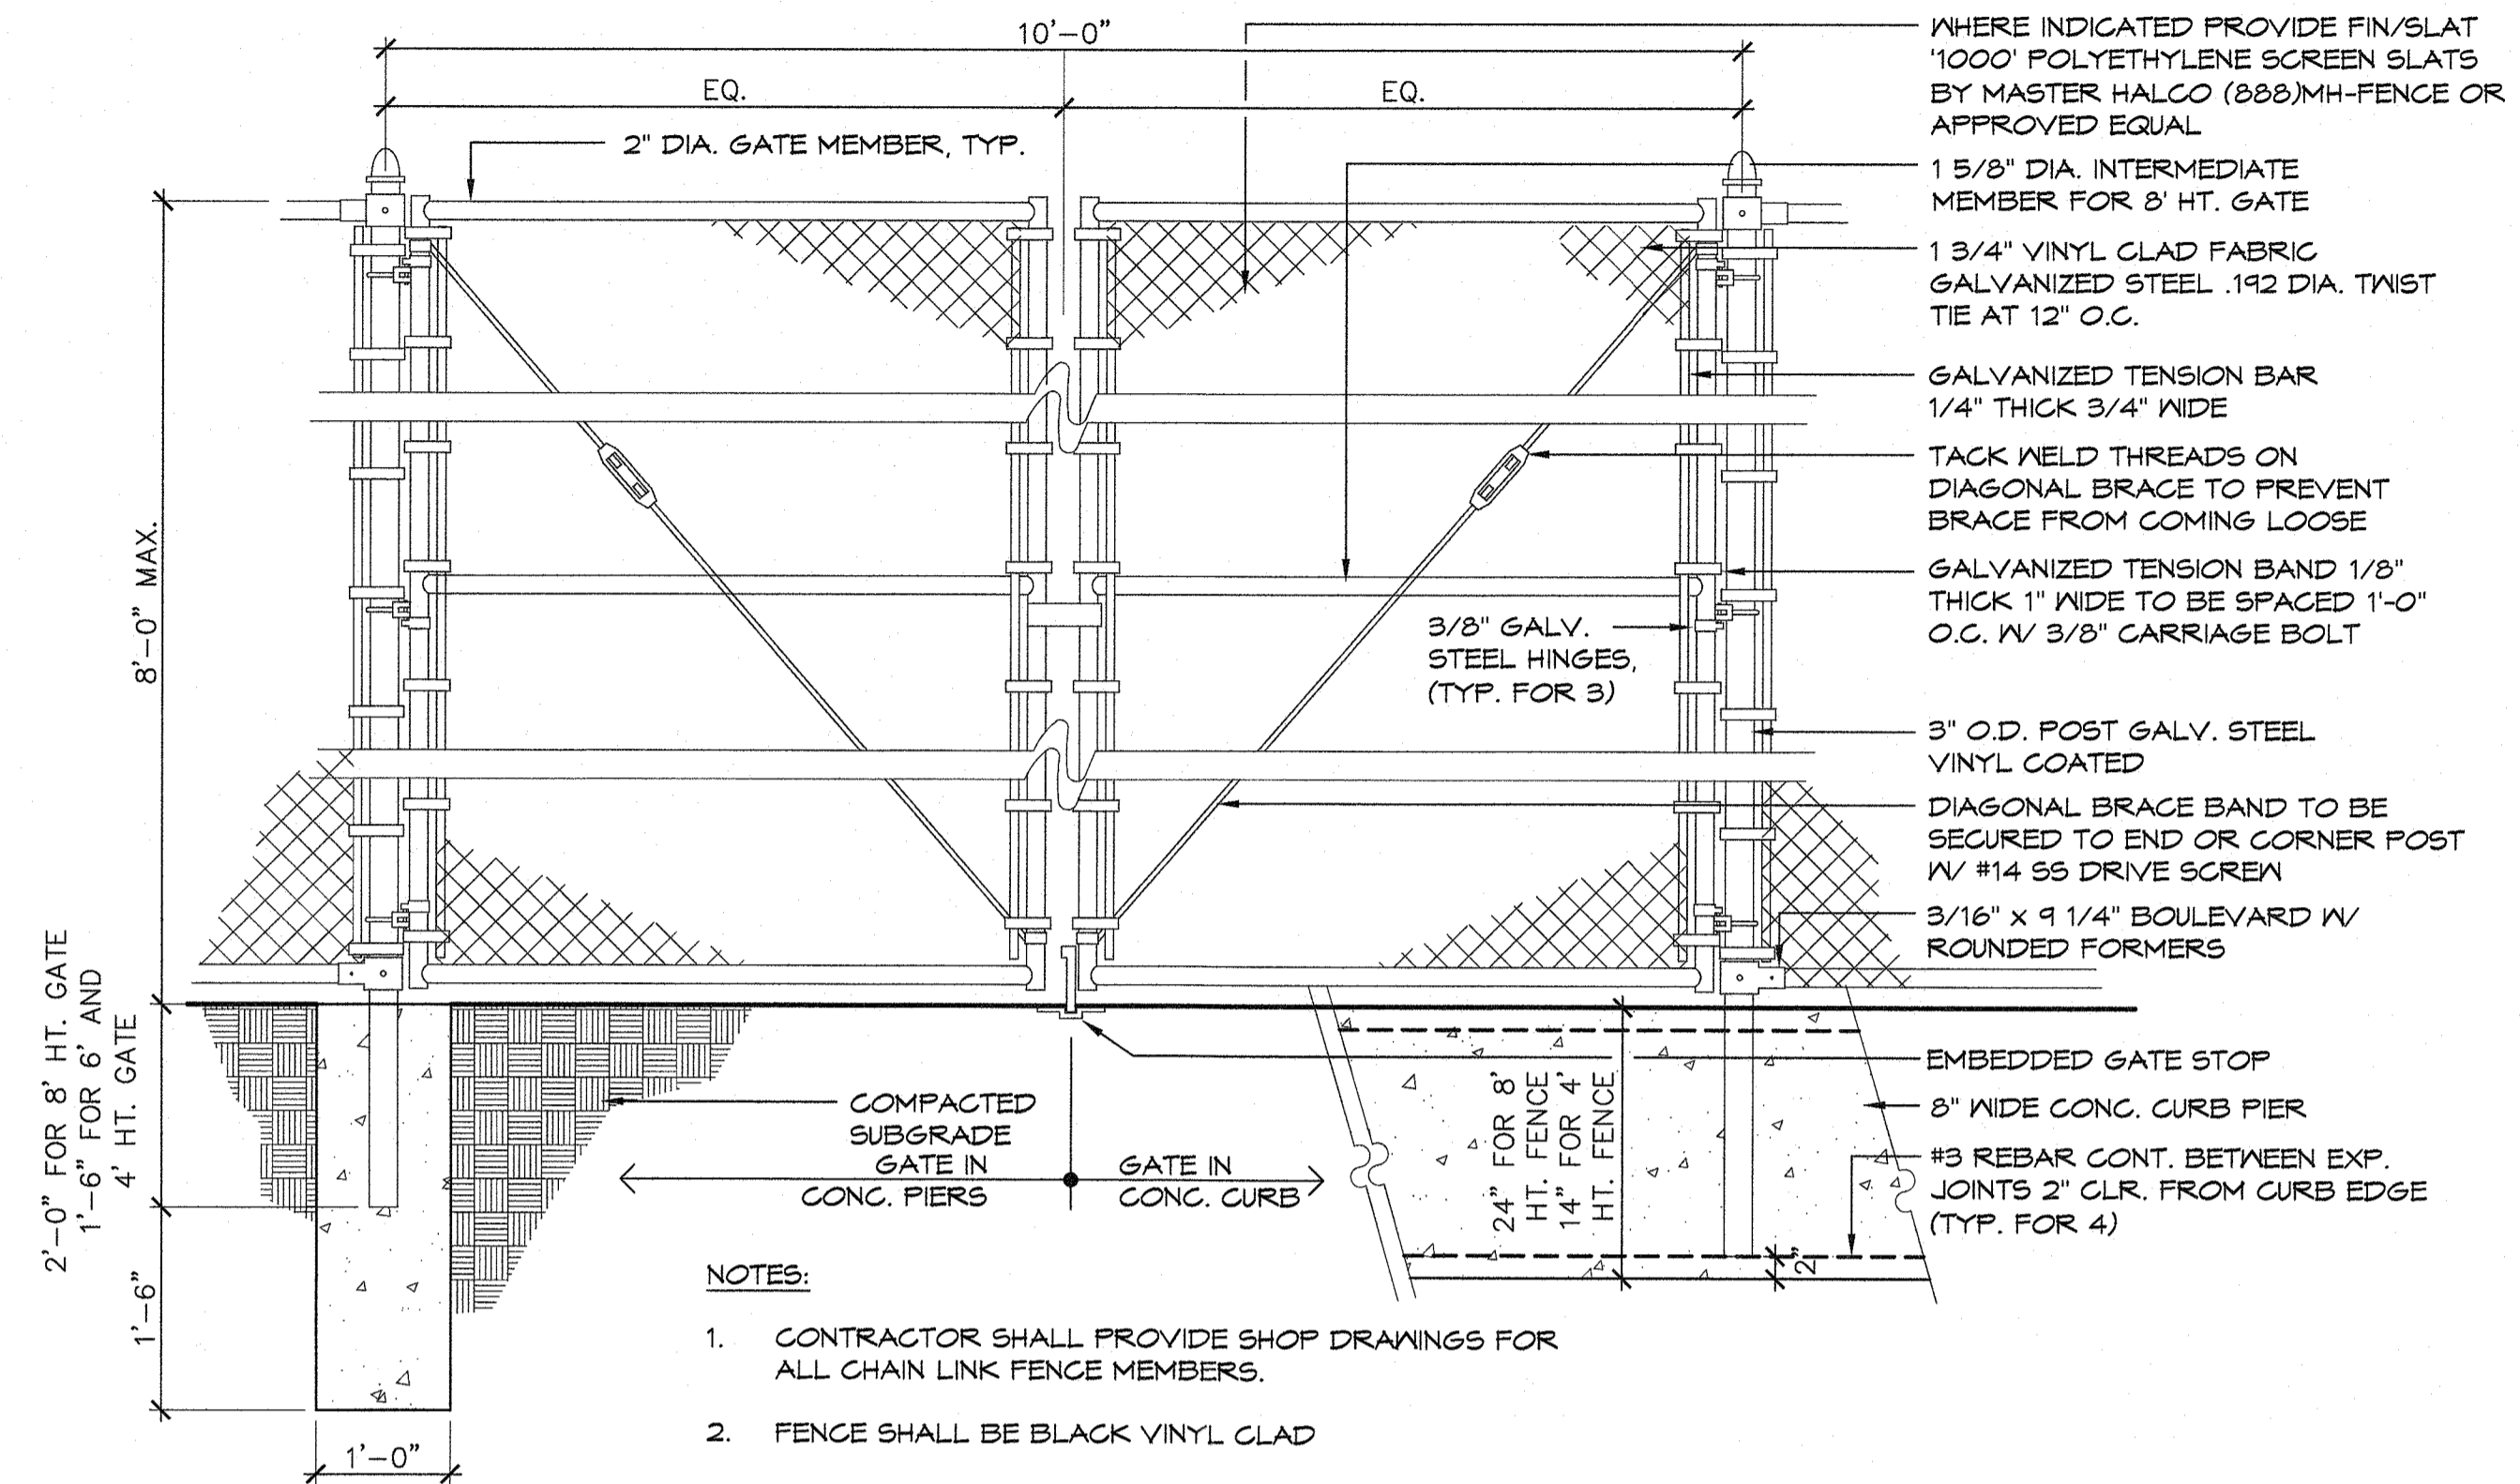 10'-0"
EQ.
EQ.
2" DIA. GATE MEMBER, TYP.
WHERE INDICATED PROVIDE FIN/SLAT
'1000' POLYETHYLENE SCREEN SLATS
BY MASTER HALCO (888)MH-FENCE OR
APPROVED EQUAL
1 5/8" DIA. INTERMEDIATE
MEMBER FOR 8' HT. GATE
1 3/4" VINYL CLAD FABRIC
GALVANIZED STEEL .192 DIA. TWIST
TIE AT 12" O.C.
GALVANIZED TENSION BAR
1/4" THICK 3/4" WIDE
TACK WELD THREADS ON
DIAGONAL BRACE TO PREVENT
BRACE FROM COMING LOOSE
GALVANIZED TENSION BAND 1/8"
THICK 1" WIDE TO BE SPACED 1'-0"
O.C. W/ 3/8" CARRIAGE BOLT
3/8" GALV.
STEEL HINGES,
(TYP. FOR 3)
3" O.D. POST GALV. STEEL
VINYL COATED
DIAGONAL BRACE BAND TO BE
SECURED TO END OR CORNER POST
W/ #14 SS DRIVE SCREW
3/16" x 9 1/4" BOULEVARD W/
ROUNDED FORMERS
EMBEDDED GATE STOP
8" WIDE CONC. CURB PIER
#3 REBAR CONT. BETWEEN EXP.
JOINTS 2" CLR. FROM CURB EDGE
(TYP. FOR 4)
8'-0" MAX.
2'-0" FOR 8' HT. GATE
1'-6" FOR 6' AND
4' HT. GATE
1'-6"
1'-0"
COMPACTED
SUBGRADE
GATE IN
CONC. PIERS
GATE IN
CONC. CURB
24" FOR 8'
HT. FENCE
14" FOR 4'
HT. FENCE
2"
NOTES:
1. CONTRACTOR SHALL PROVIDE SHOP DRAWINGS FOR
ALL CHAIN LINK FENCE MEMBERS.
2. FENCE SHALL BE BLACK VINYL CLAD